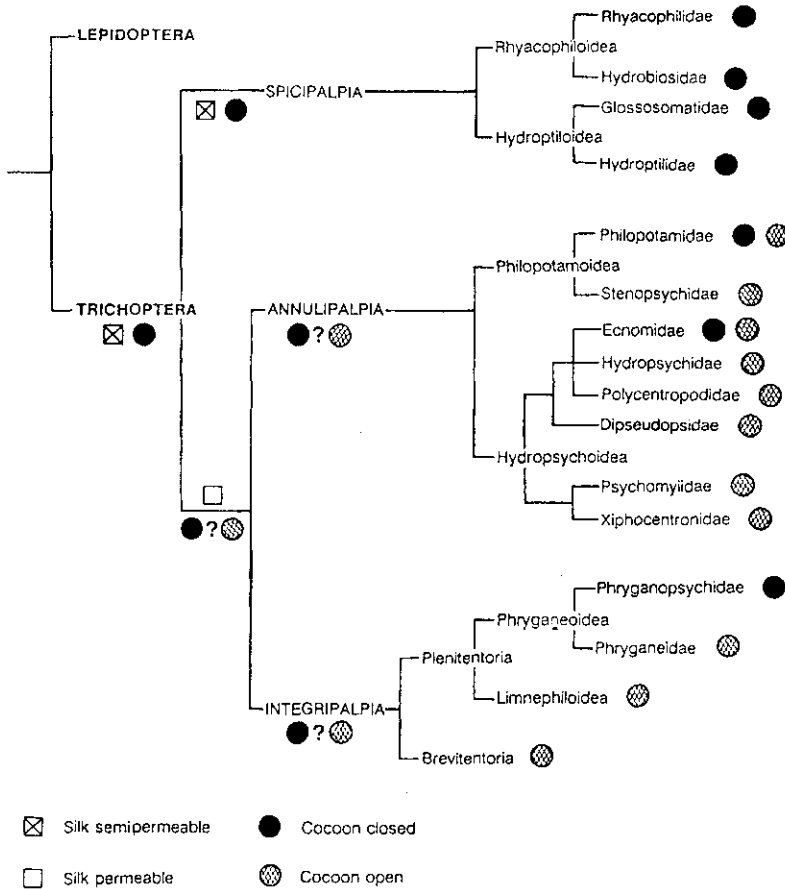 LEPIDOPTERA
Rhyacophilidae
Rhyacophiloidea
Hydrobiosidae
SPICIPALPIA
Glossosomatidae
Hydroptiloidea
Hydroptilidae
Philopotamidae
Philopotamoidea
Stenopsychidae
TRICHOPTERA
ANNULIPALPIA
?
Ecnomidae
Hydropsychidae
Polycentropodidae
Dipseudopsidae
Hydropsychoidea
Psychomyiidae
Xiphocentronidae
?
Phryganopsychidae
Phryganeoidea
Phryganeidae
Plenitentoria
Limnephiloidea
INTEGRIPALPIA
?
Brevitentoria
Silk semipermeable
Cocoon closed
Silk permeable
Cocoon open